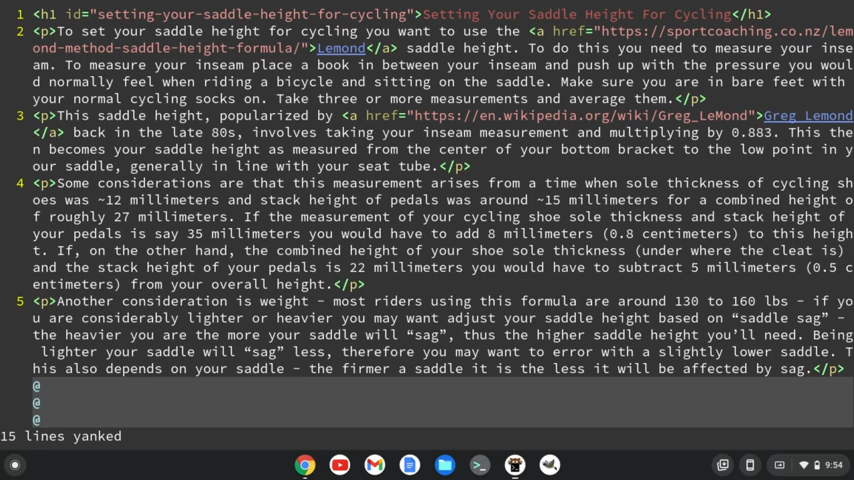 1 <h1 id="setting-your-saddle-height-for-cycling">Setting Your Saddle Height For Cycling</h1>
2 <p>To set your saddle height for cycling you want to use the <a href="https://sportcoaching.co.nz/lem
ond-method-saddle-height-formula/">Lemond</a> saddle height. To do this you need to measure your inse
am. To measure your inseam place a book in between your inseam and push up with the pressure you woul
d normally feel when riding a bicycle and sitting on the saddle. Make sure you are in bare feet with
your normal cycling socks on. Take three or more measurements and average them.</p>
3 <p>This saddle height, popularized by <a href="https://en.wikipedia.org/wiki/Greg_LeMond">Greg Lemond
</a> back in the late 80s, involves taking your inseam measurement and multiplying by 0.883. This the
n becomes your saddle height as measured from the center of your bottom bracket to the low point in y
our saddle, generally in line with your seat tube.</p>
4 <p>Some considerations are that this measurement arises from a time when sole thickness of cycling sh
oes was ~12 millimeters and stack height of pedals was around ~15 millimeters for a combined height o
f roughly 27 millimeters. If the measurement of your cycling shoe sole thickness and stack height of
your pedals is say 35 millimeters you would have to add 8 millimeters (0.8 centimeters) to this heigh
t. If, on the other hand, the combined height of your shoe sole thickness (under where the cleat is)
and the stack height of your pedals is 22 millimeters you would have to subtract 5 millimeters (0.5 c
entimeters) from your overall height.</p>
5 <p>Another consideration is weight – most riders using this formula are around 130 to 160 lbs – if yo
u are considerably lighter or heavier you may want adjust your saddle height based on “saddle sag” –
the heavier you are the more your saddle will “sag”, thus the higher saddle height you’ll need. Being
lighter your saddle will “sag” less, therefore you may want to error with a slightly lower saddle. T
his also depends on your saddle – the firmer a saddle it is the less it will be affected by sag.</p>
@
@
@
15 lines yanked
9:54